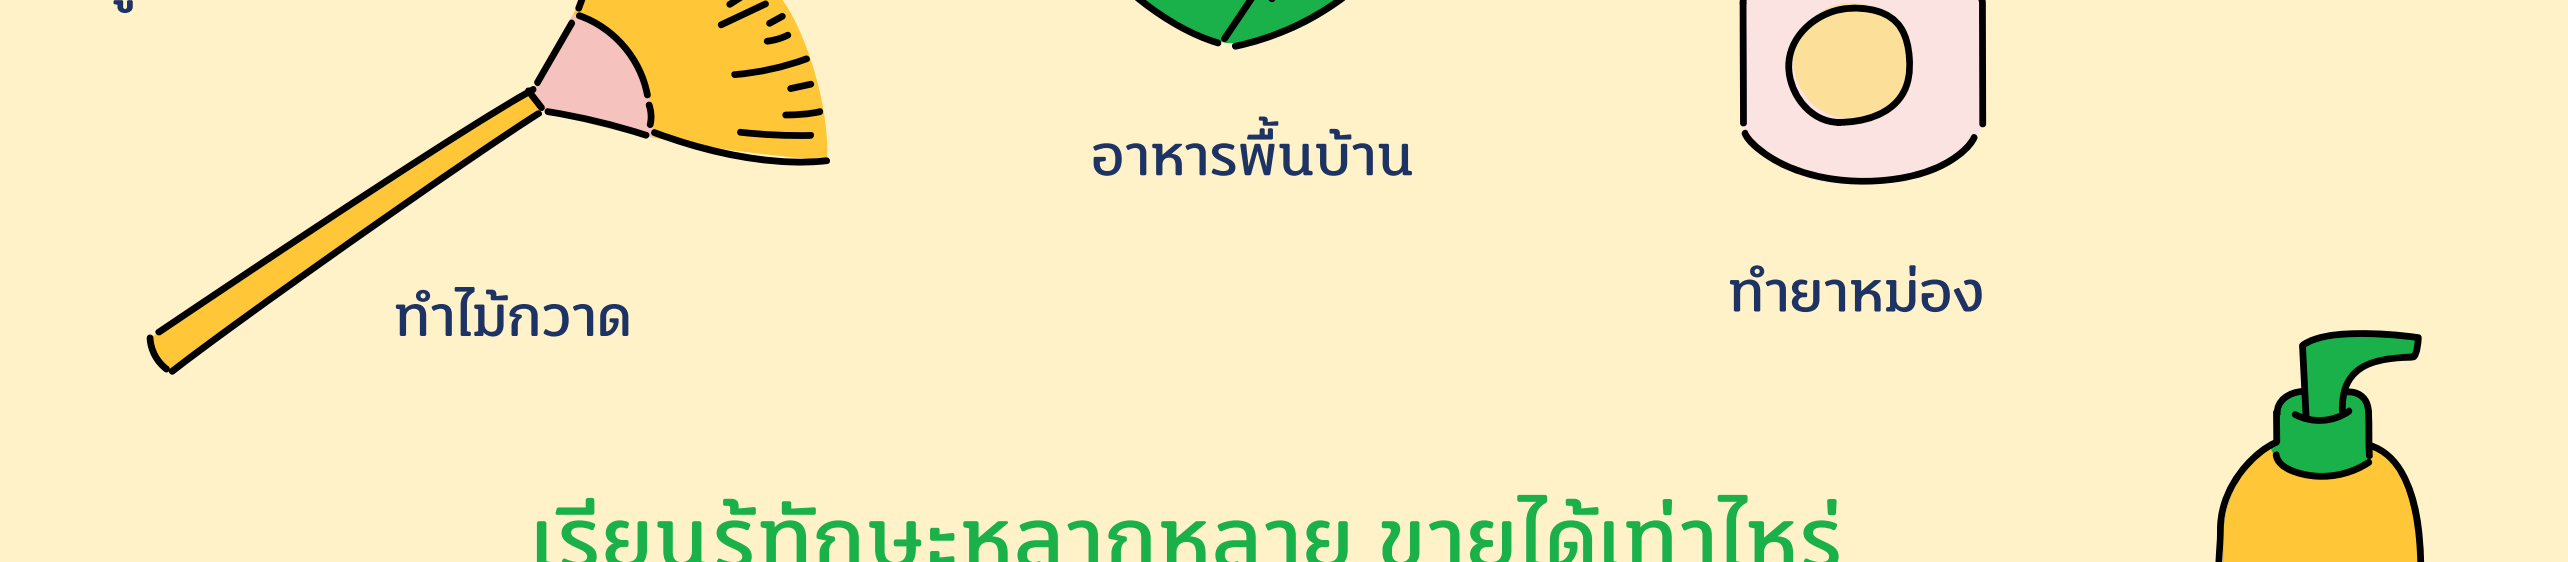 อาหารพื้นบ้าน
ทำยาหม่อง
ทำไม้กวาด
เรียนรู้ทักษะหลากหลาย ขายได้เท่าไหร่